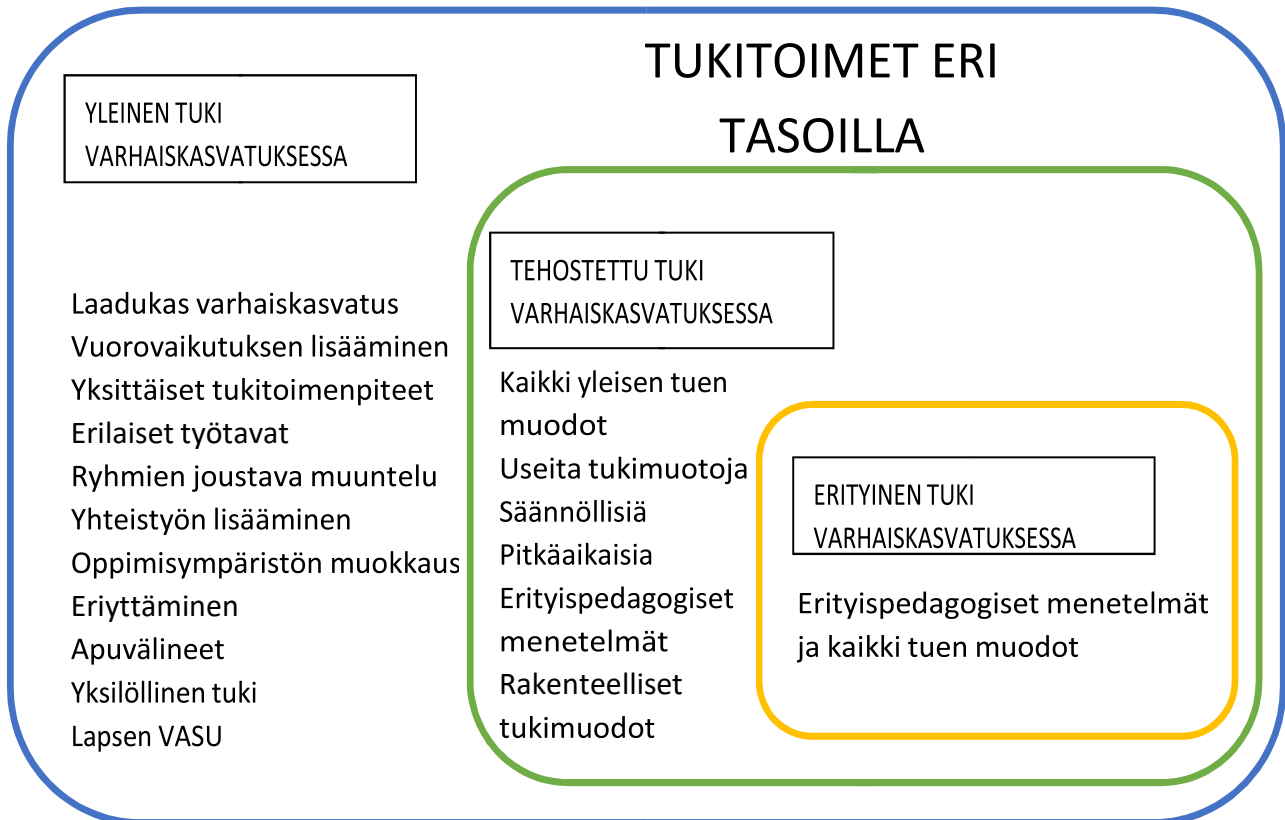 TUKITOIMET ERI
TASOILLA
YLEINEN TUKI
VARHAISKASVATUKSESSA
Laadukas varhaiskasvatus
Vuorovaikutuksen lisääminen
Yksittäiset tukitoimenpiteet
Erilaiset työtavat
Ryhmien joustava muuntelu
Yhteistyön lisääminen
Oppimisympäristön muokkaus
Eriyttäminen
Apuvälineet
Yksilöllinen tuki
Lapsen VASU
TEHOSTETTU TUKI
VARHAISKASVATUKSESSA
Kaikki yleisen tuen
muodot
Useita tukimuotoja
Säännöllisiä
Pitkäaikaisia
Erityispedagogiset
menetelmät
Rakenteelliset
tukimuodot
ERITYINEN TUKI
VARHAISKASVATUKSESSA
Erityispedagogiset menetelmät
ja kaikki tuen muodot